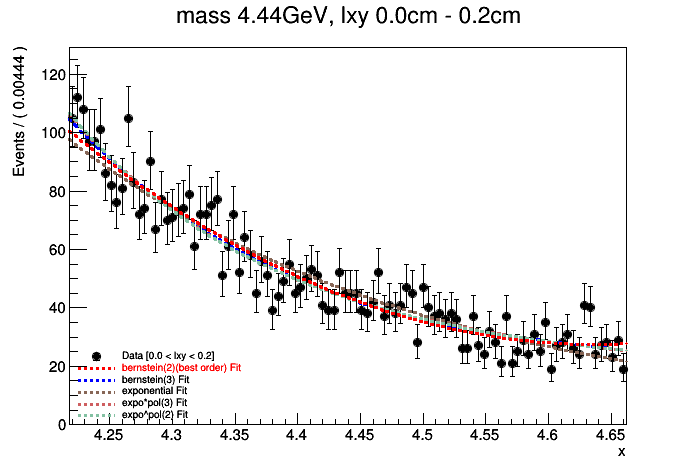 mass 4.44GeV, lxy 0.0cm - 0.2cm
Events / ( 0.00444 )
120
100
80
60
40
20
0
Data [0.0 < lxy < 0.2]
bernstein(2)(best order) Fit
bernstein(3) Fit
exponential Fit
expo*pol(3) Fit
expo*pol(2) Fit
4.25 4.3 4.35 4.4 4.45 4.5 4.55 4.6 4.65
x